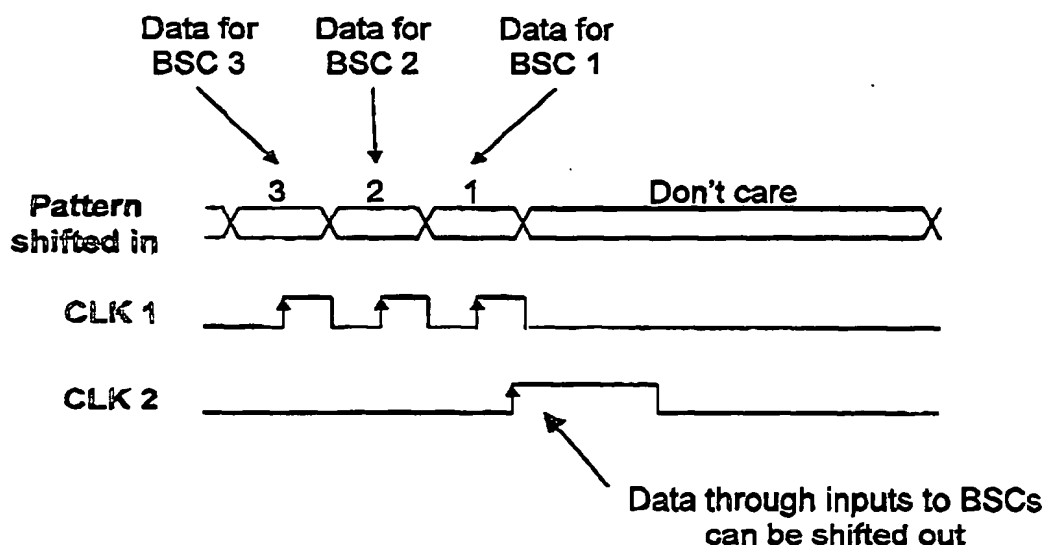 Data for
BSC 3
Data for
BSC 2
Data for
BSC 1
3
2
1
Don't care
Pattern
shifted in
CLK 1
CLK 2
Data through inputs to BSCs
can be shifted out